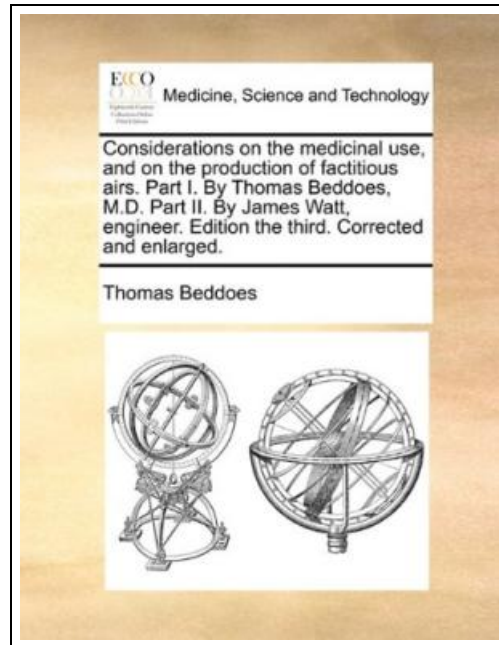 ECCO
Medicine, Science and Technology
Considerations on the medicinal use,
and on the production of factitious
airs. Part I. By Thomas Beddoes,
M.D. Part II. By James Watt,
engineer. Edition the third. Corrected
and enlarged.
Thomas Beddoes